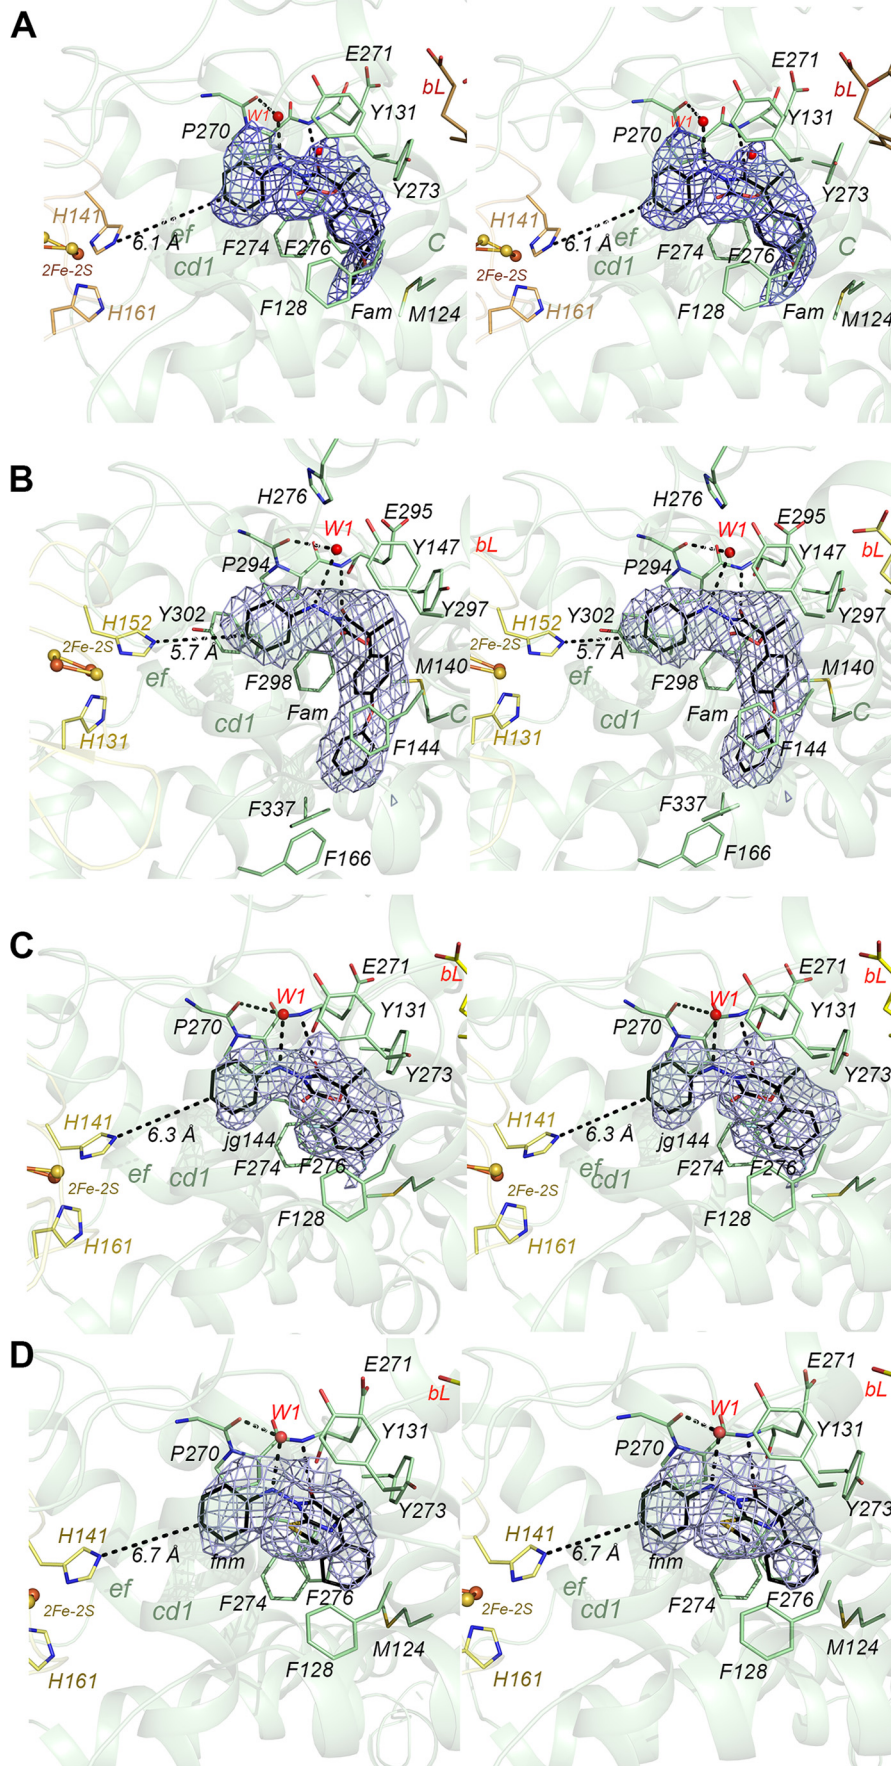 A
E271
bL
W1
Y131
P270
Y273
H141
6.1 Å
ef
F274
F276
C
2Fe-2S
cd1
H161
F128
Fam
M124
E271
bL
W1
Y131
P270
Y273
H141
6.1 Å
ef
F274
F276
C
2Fe-2S
cd1
H161
F128
Fam
M124
B
H276
E295
W1
P294
Y147
H152
Y302
Y297
2Fe-2S
5.7 Å
ef
F298
M140
cd1
Fam
C
H131
F144
F337
F166
H276
E295
bL
W1
bL
P294
Y147
H152
Y302
Y297
2Fe-2S
5.7 Å
ef
F298
M140
cd1
Fam
C
H131
F144
F337
F166
C
E271
bL
W1
P270
Y131
Y273
H141
6.3 Å
jg144
ef
cd1
F274
F276
2Fe-2S
F128
H161
E271
bL
W1
P270
Y131
Y273
H141
6.3 Å
jg144
ef
cd1
F274
F276
2Fe-2S
F128
H161
D
E271
bL
W1
P270
Y131
Y273
H141
6.7 Å
fnm
ef
F274
F276
2Fe-2S
cd1
M124
F128
H161
E271
bL
W1
P270
Y131
Y273
H141
6.7 Å
fnm
ef
F274
F276
2Fe-2S
cd1
M124
F128
H161